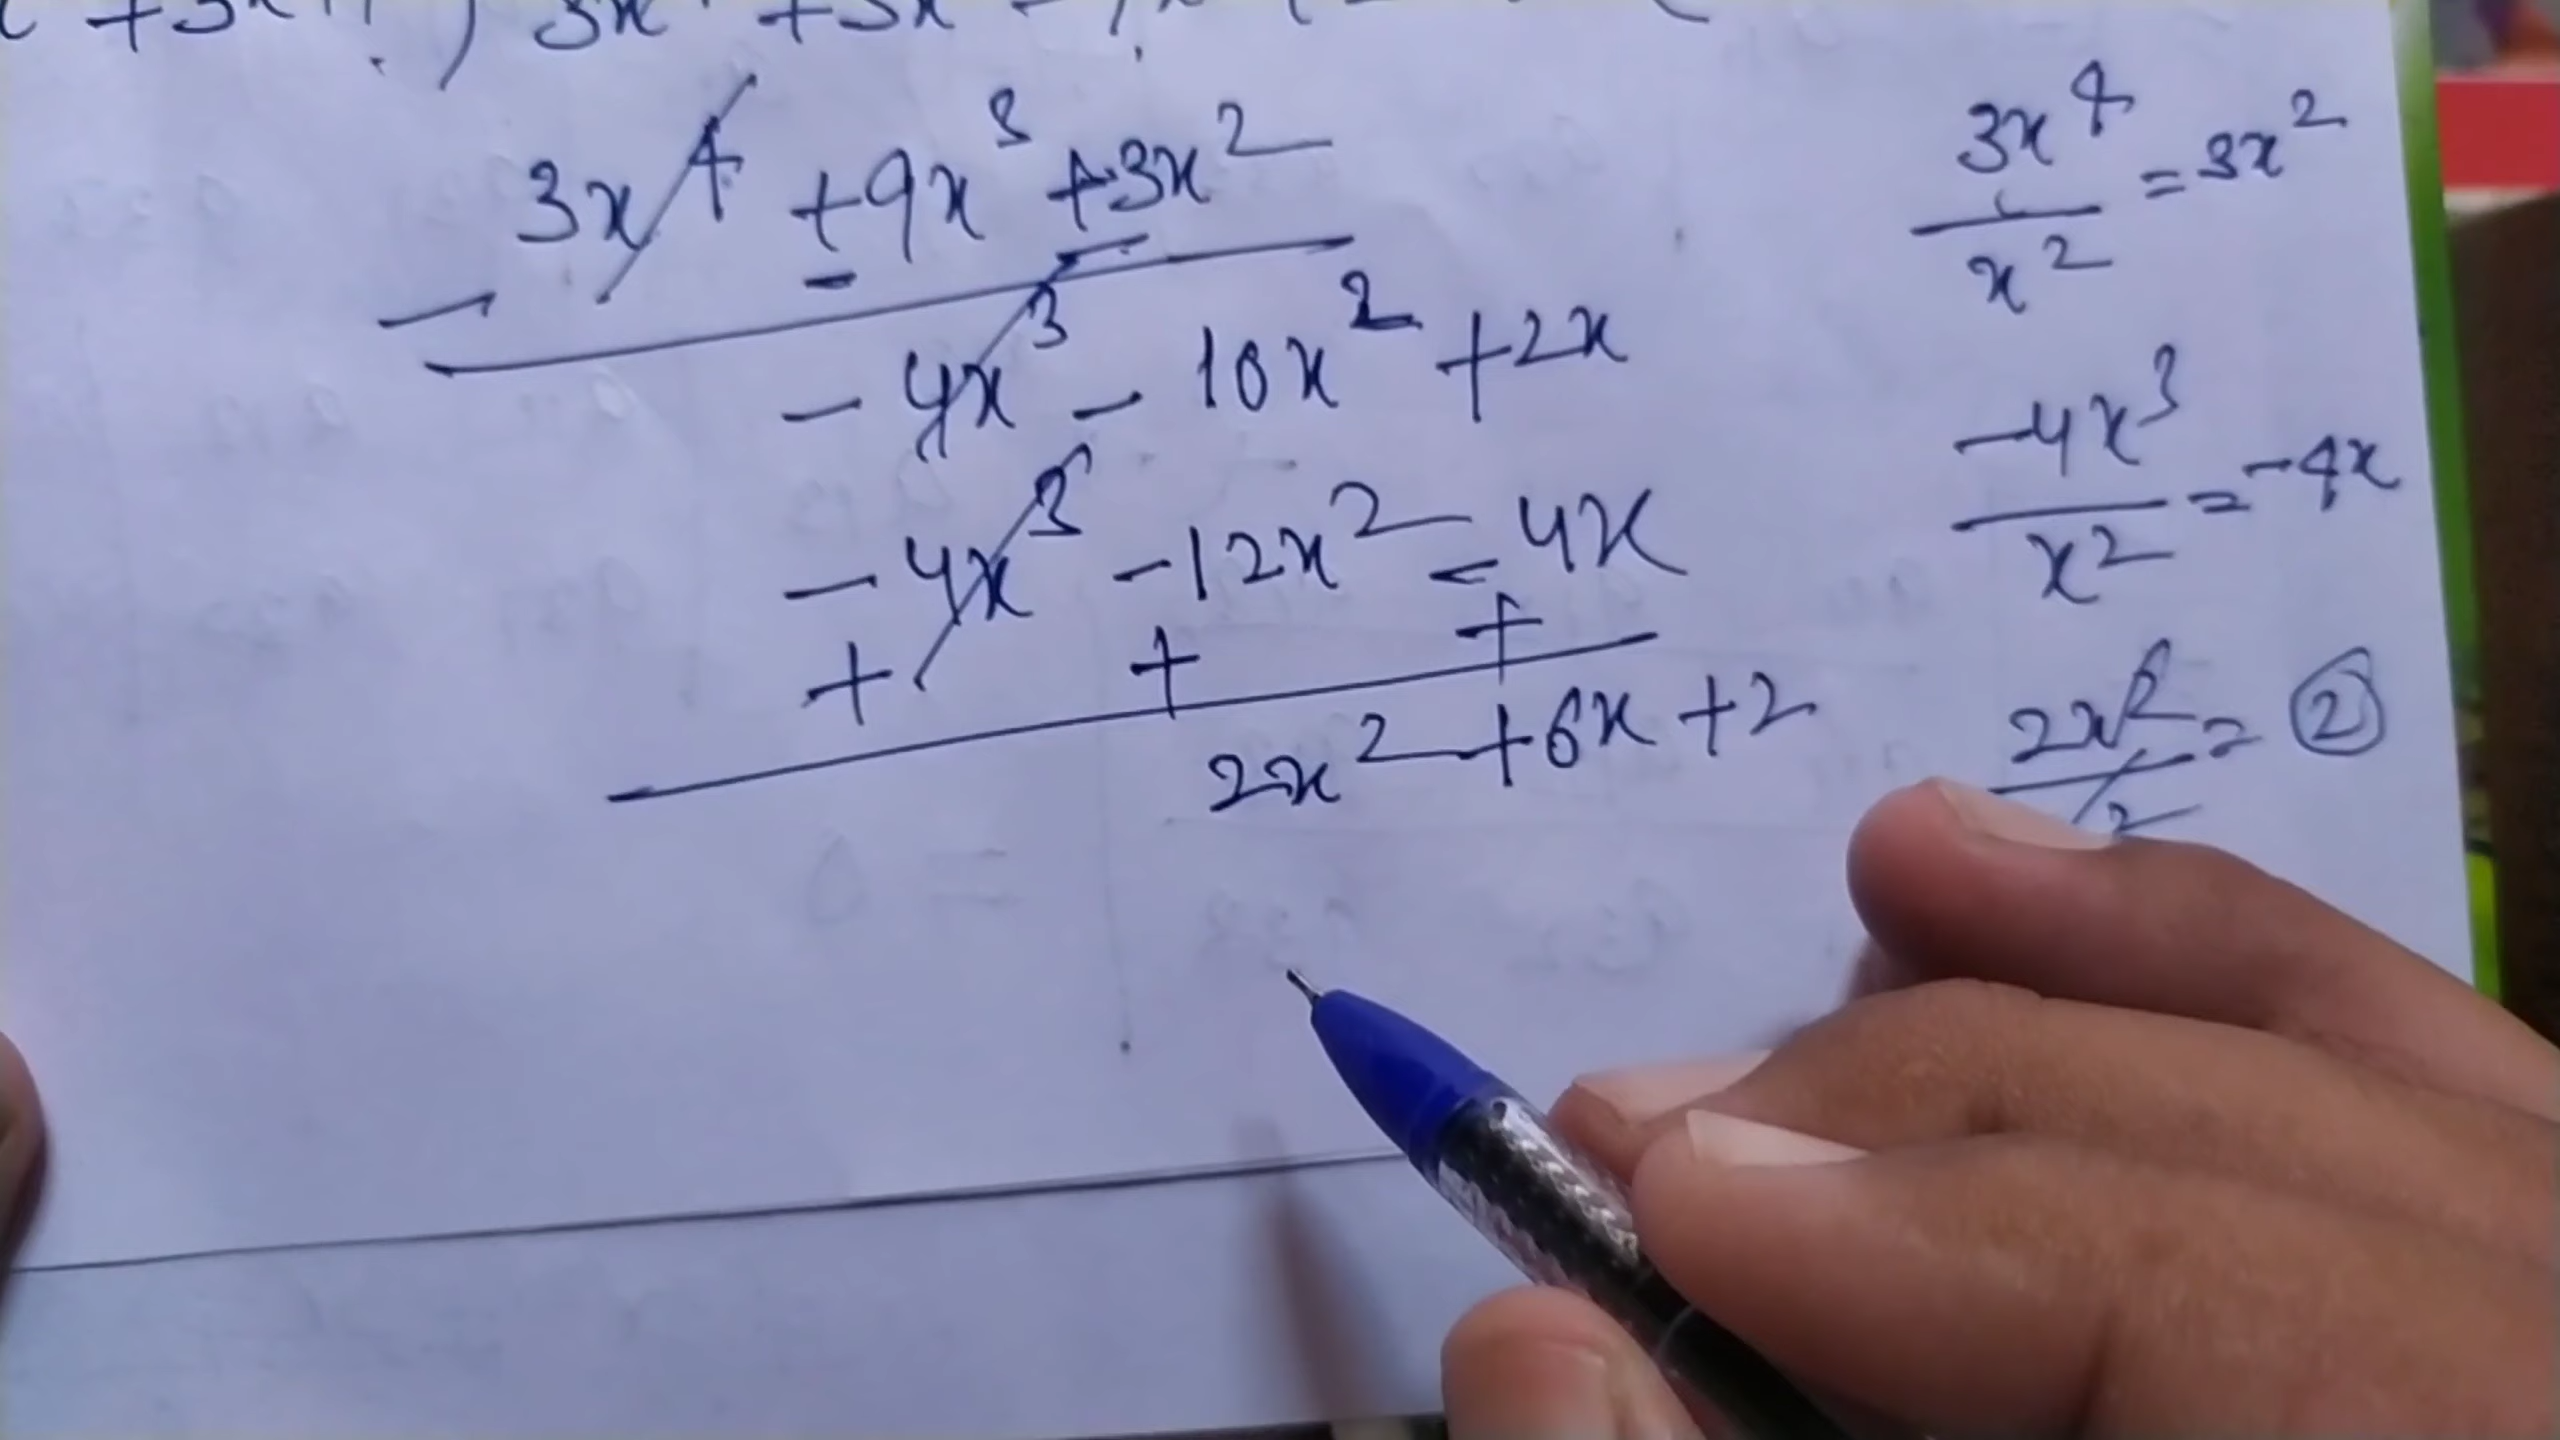 3x⁴ +9x³ +3x²
− − −
-4x³ - 10x² +2x
-4x³ -12x² - 4x
+ + +
2x² +6x +2
3x⁴/x² = 3x²
-4x³/x² = -4x
2x²/x² = 2